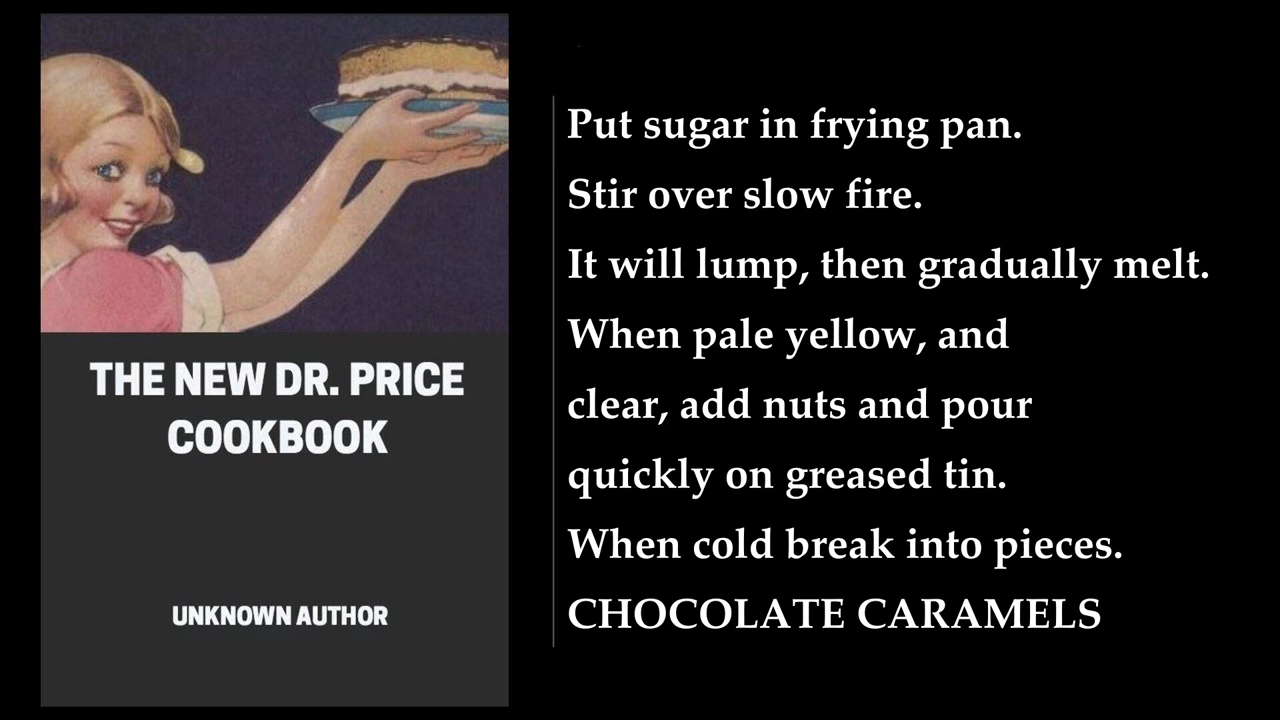 THE NEW DR. PRICE
COOKBOOK
UNKNOWN AUTHOR
Put sugar in frying pan.
Stir over slow fire.
It will lump, then gradually melt.
When pale yellow, and
clear, add nuts and pour
quickly on greased tin.
When cold break into pieces.
CHOCOLATE CARAMELS